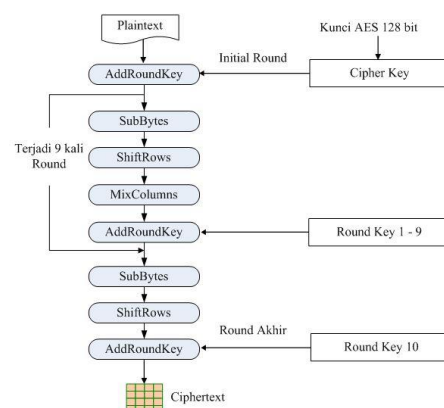 Plaintext
Kunci AES 128 bit
Initial Round
AddRoundKey
Cipher Key
SubBytes
Terjadi 9 kali
Round
ShiftRows
MixColumns
AddRoundKey
Round Key 1 - 9
SubBytes
ShiftRows
Round Akhir
AddRoundKey
Round Key 10
Ciphertext